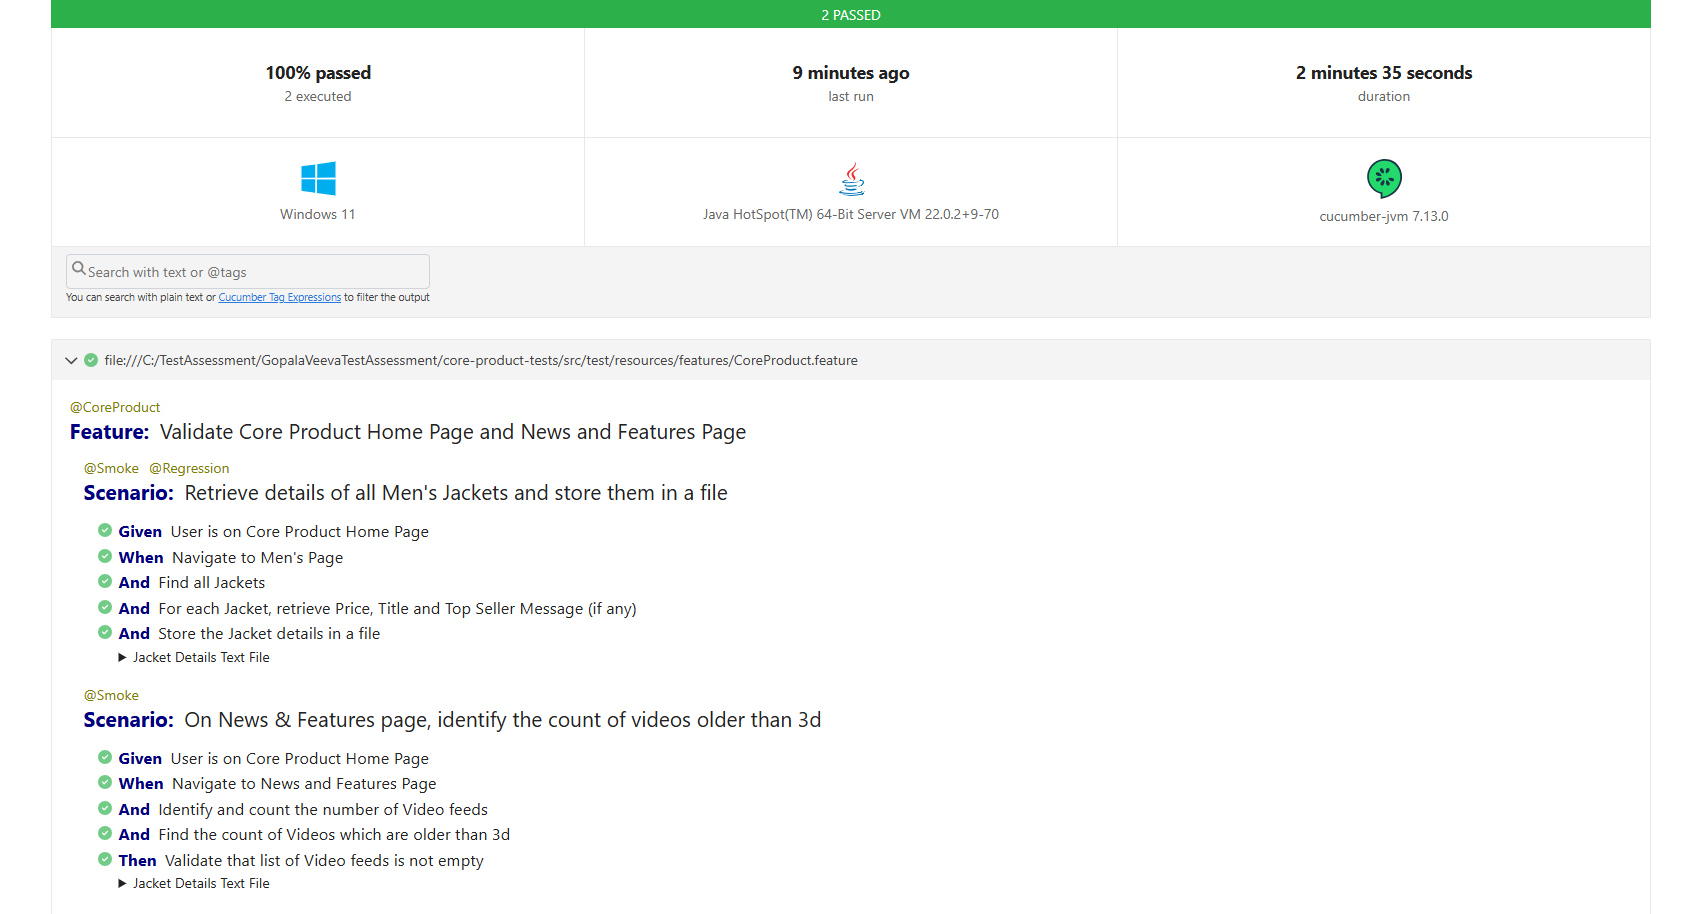 2 PASSED
100% passed
2 executed
9 minutes ago
last run
2 minutes 35 seconds
duration
Windows 11
Java HotSpot(TM) 64-Bit Server VM 22.0.2+9-70
cucumber-jvm 7.13.0
Search with text or @tags
You can search with plain text or Cucumber Tag Expressions to filter the output
file:///C:/TestAssessment/GopalaVeevaTestAssessment/core-product-tests/src/test/resources/features/CoreProduct.feature
@CoreProduct
Feature: Validate Core Product Home Page and News and Features Page
@Smoke @Regression
Scenario: Retrieve details of all Men's Jackets and store them in a file
Given User is on Core Product Home Page
When Navigate to Men's Page
And Find all Jackets
And For each Jacket, retrieve Price, Title and Top Seller Message (if any)
And Store the Jacket details in a file
Jacket Details Text File
@Smoke
Scenario: On News & Features page, identify the count of videos older than 3d
Given User is on Core Product Home Page
When Navigate to News and Features Page
And Identify and count the number of Video feeds
And Find the count of Videos which are older than 3d
Then Validate that list of Video feeds is not empty
Jacket Details Text File